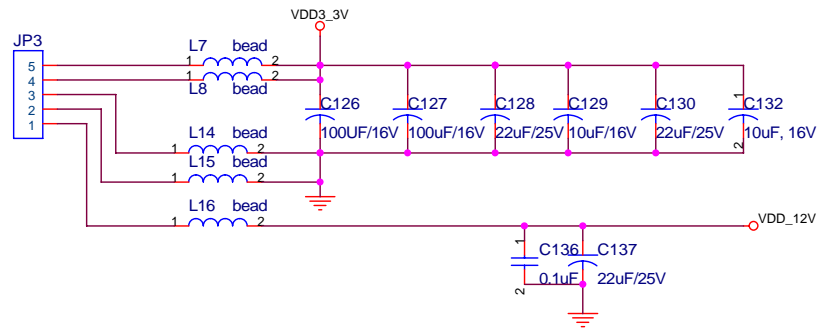 VDD3_3V
JP3
L7 bead
5 1 2
4 1 2
L8 bead
3
2
1
C126 C127 C128 C129 C130 1 C132
100UF/16V 100uF/16V 22uF/25V 10uF/16V 22uF/25V 10uF, 16V
2
L14 bead
1 2
L15 bead
1 2
L16 bead
1 2
VDD_12V
1
C136 C137
0.1uF 22uF/25V
2